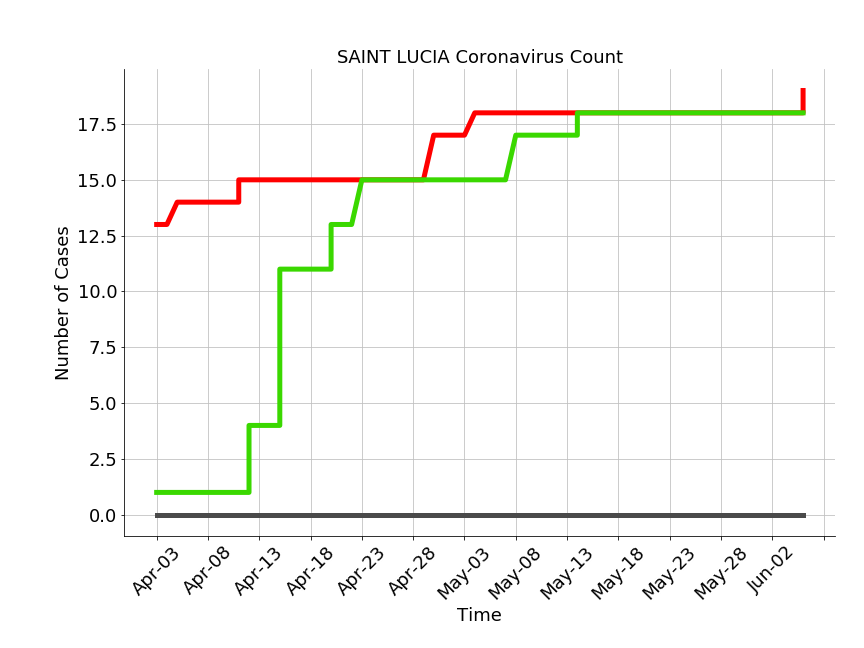 SAINT LUCIA Coronavirus Count
Number of Cases
17.5
15.0
12.5
10.0
7.5
5.0
2.5
0.0
Apr-03
Apr-08
Apr-13
Apr-18
Apr-23
Apr-28
May-03
May-08
May-13
May-18
May-23
May-28
Jun-02
Time